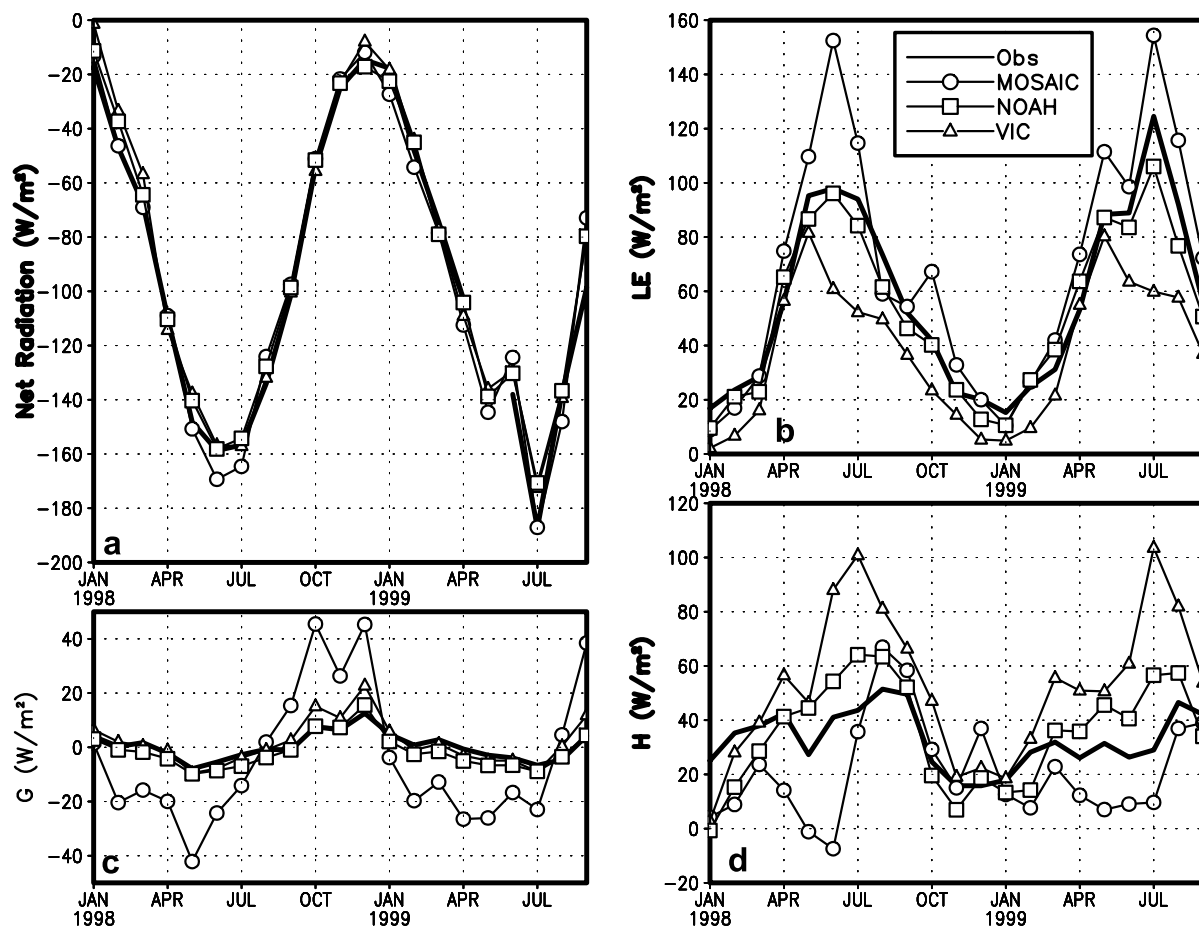 0
−20
−40
−60
−80
−100
−120
−140
−160
−180
−200
Net Radiation (W/m²)
a
JAN APR JUL OCT JAN APR JUL
1998 1999
160
140
120
100
80
60
40
20
0
LE (W/m²)
Obs
MOSAIC
NOAH
VIC
b
JAN APR JUL OCT JAN APR JUL
1998 1999
40
20
0
−20
−40
G (W/m²)
c
JAN APR JUL OCT JAN APR JUL
1998 1999
120
100
80
60
40
20
0
−20
H (W/m²)
d
JAN APR JUL OCT JAN APR JUL
1998 1999